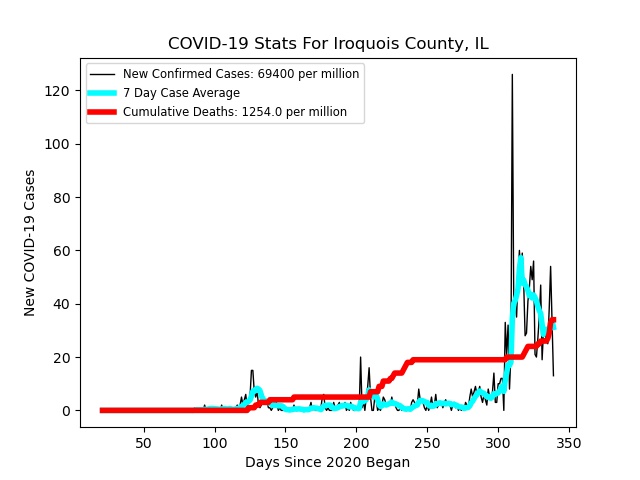 COVID-19 Stats For Iroquois County, IL
New Confirmed Cases: 69400 per million
7 Day Case Average
Cumulative Deaths: 1254.0 per million
New COVID-19 Cases
120
100
80
60
40
20
0
50 100 150 200 250 300 350
Days Since 2020 Began